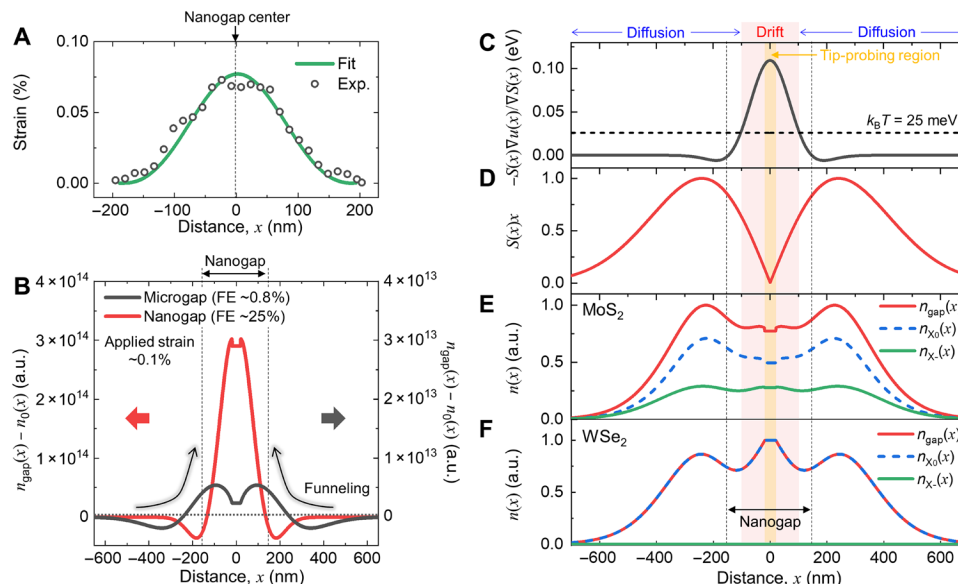 Nanogap center
A
0.10
0.05
0.00
Strain (%)
Fit
Exp.
−200 −100 0 100 200
Distance, x (nm)
B
Nanogap
4×10¹⁴
3×10¹⁴
2×10¹⁴
1×10¹⁴
0
n_gap(x) − n₀(x) (a.u.)
Microgap (FE ~0.8%)
Nanogap (FE ~25%)
Applied strain
~0.1%
Funneling
4×10¹³
3×10¹³
2×10¹³
1×10¹³
0
n_gap(x) − n₀(x) (a.u.)
−600 −400 −200 0 200 400 600
Distance, x (nm)
C
Diffusion Drift Diffusion
Tip-probing region
0.10
0.05
0.00
−S(x)∇u(x)/∇S(x) (eV)
k_BT = 25 meV
D
1.0
0.5
0.0
S(x)x
E
MoS₂
1.0
0.5
0.0
n(x) (a.u.)
n_gap(x
n_X₀(x)
n_X-(x)
F
WSe₂
1.0
0.5
0.0
n(x) (a.u.)
n_gap(x)
n_X₀(x)
n_X-(x)
Nanogap
−600 −400 −200 0 200 400 600
Distance, x (nm)